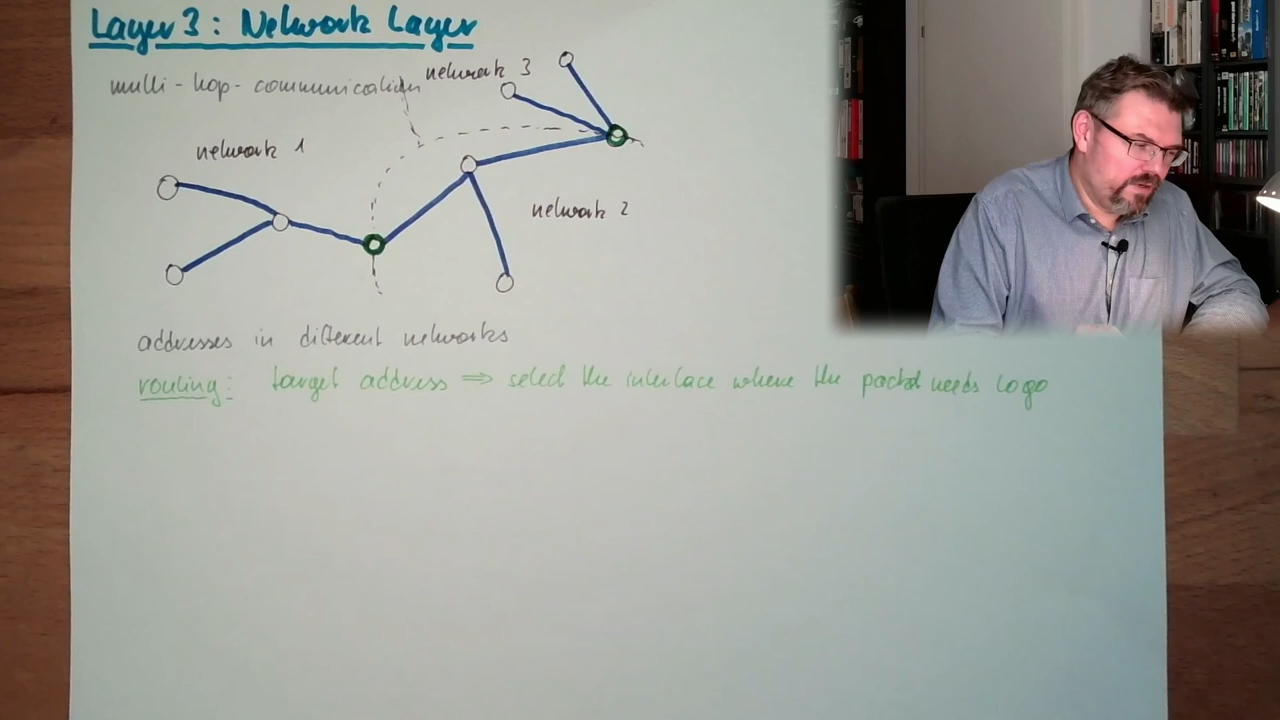 Layer 3 : Network Layer
multi - hop - communication
network 3
network 1
network 2
addresses in different networks
routing: target address ⇒ select the interface where the packet needs to go